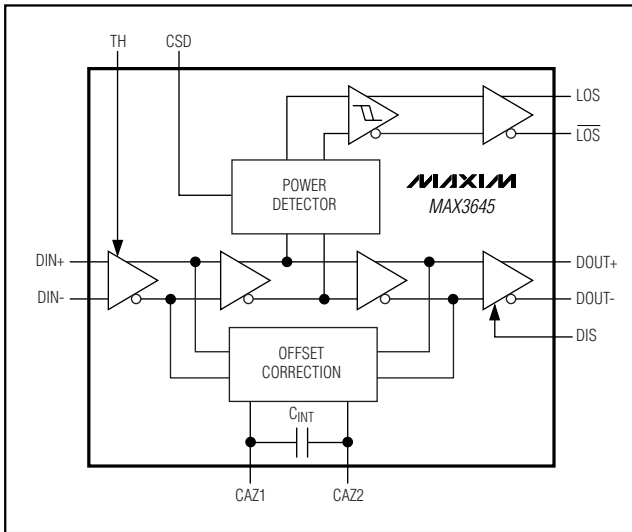 TH
CSD
LOS
LOS
POWER
DETECTOR
MAXIM
MAX3645
DIN+
DIN-
DOUT+
DOUT-
DIS
OFFSET
CORRECTION
CINT
CAZ1
CAZ2